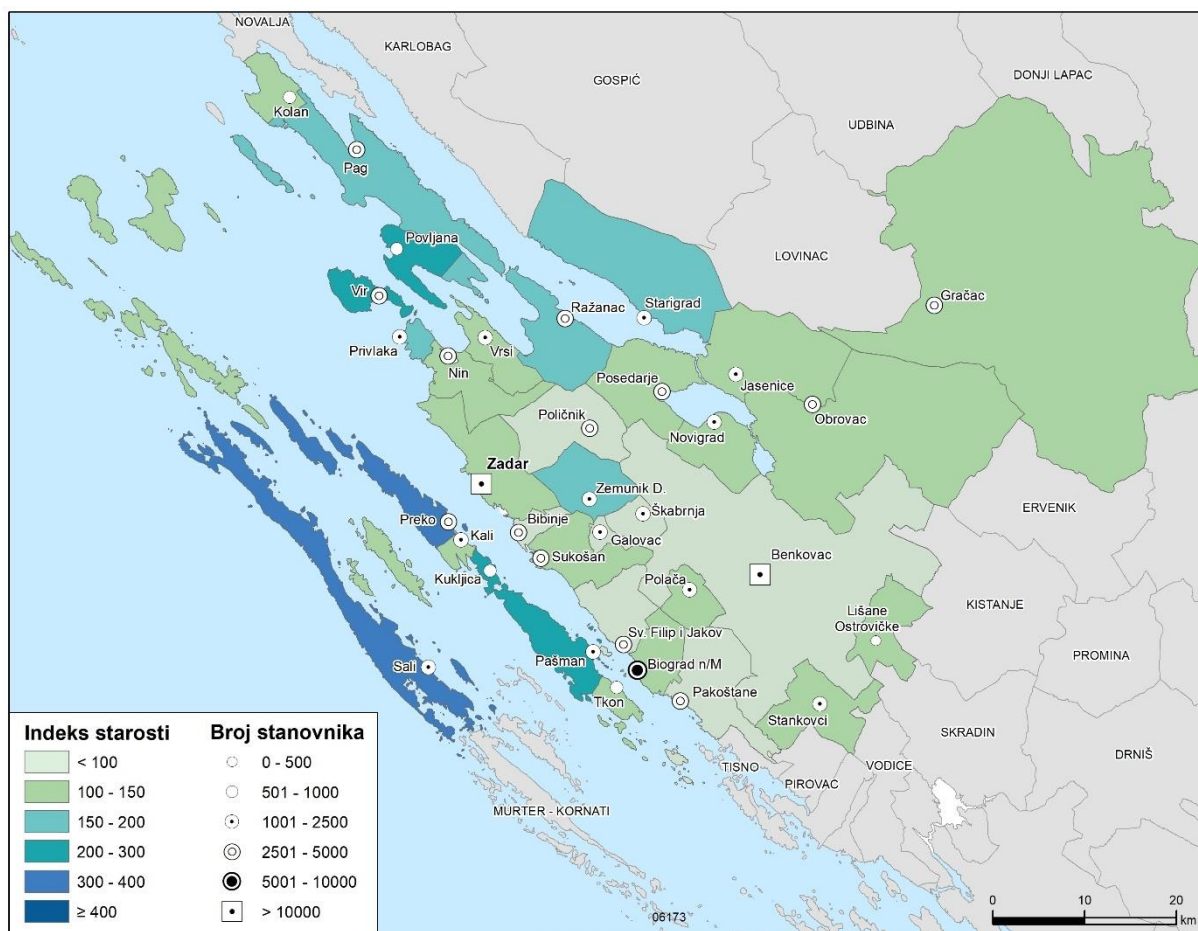 NOVALJA
KARLOBAG
GOSPIĆ
DONJI LAPAC
UDBINA
Kolan
Pag
LOVINAC
Povljana
Vir
Ražanac
Starigrad
Gračac
Privlaka
Vrsi
Nin
Posedarje
Jasenice
Obrovac
Poličnik
Novigrad
Zadar
Zemunik D.
Škabrnja
ERVENIK
Preko
Bibinje
Galovac
Kali
Sukošan
Benkovac
Kukljica
Polača
Lišane
Ostrovičke
KISTANJE
Sv. Filip i Jakov
PROMINA
Sali
Pašman
Biograd n/M
Tkon
Pakoštane
Stankovci
SKRADIN
DRNIŠ
TISNO
VODICE
PIROVAC
MURTER - KORNATI
Indeks starosti
< 100
100 - 150
150 - 200
200 - 300
300 - 400
≥ 400
Broj stanovnika
0 - 500
501 - 1000
1001 - 2500
2501 - 5000
5001 - 10000
> 10000
06173
0 10 20
km